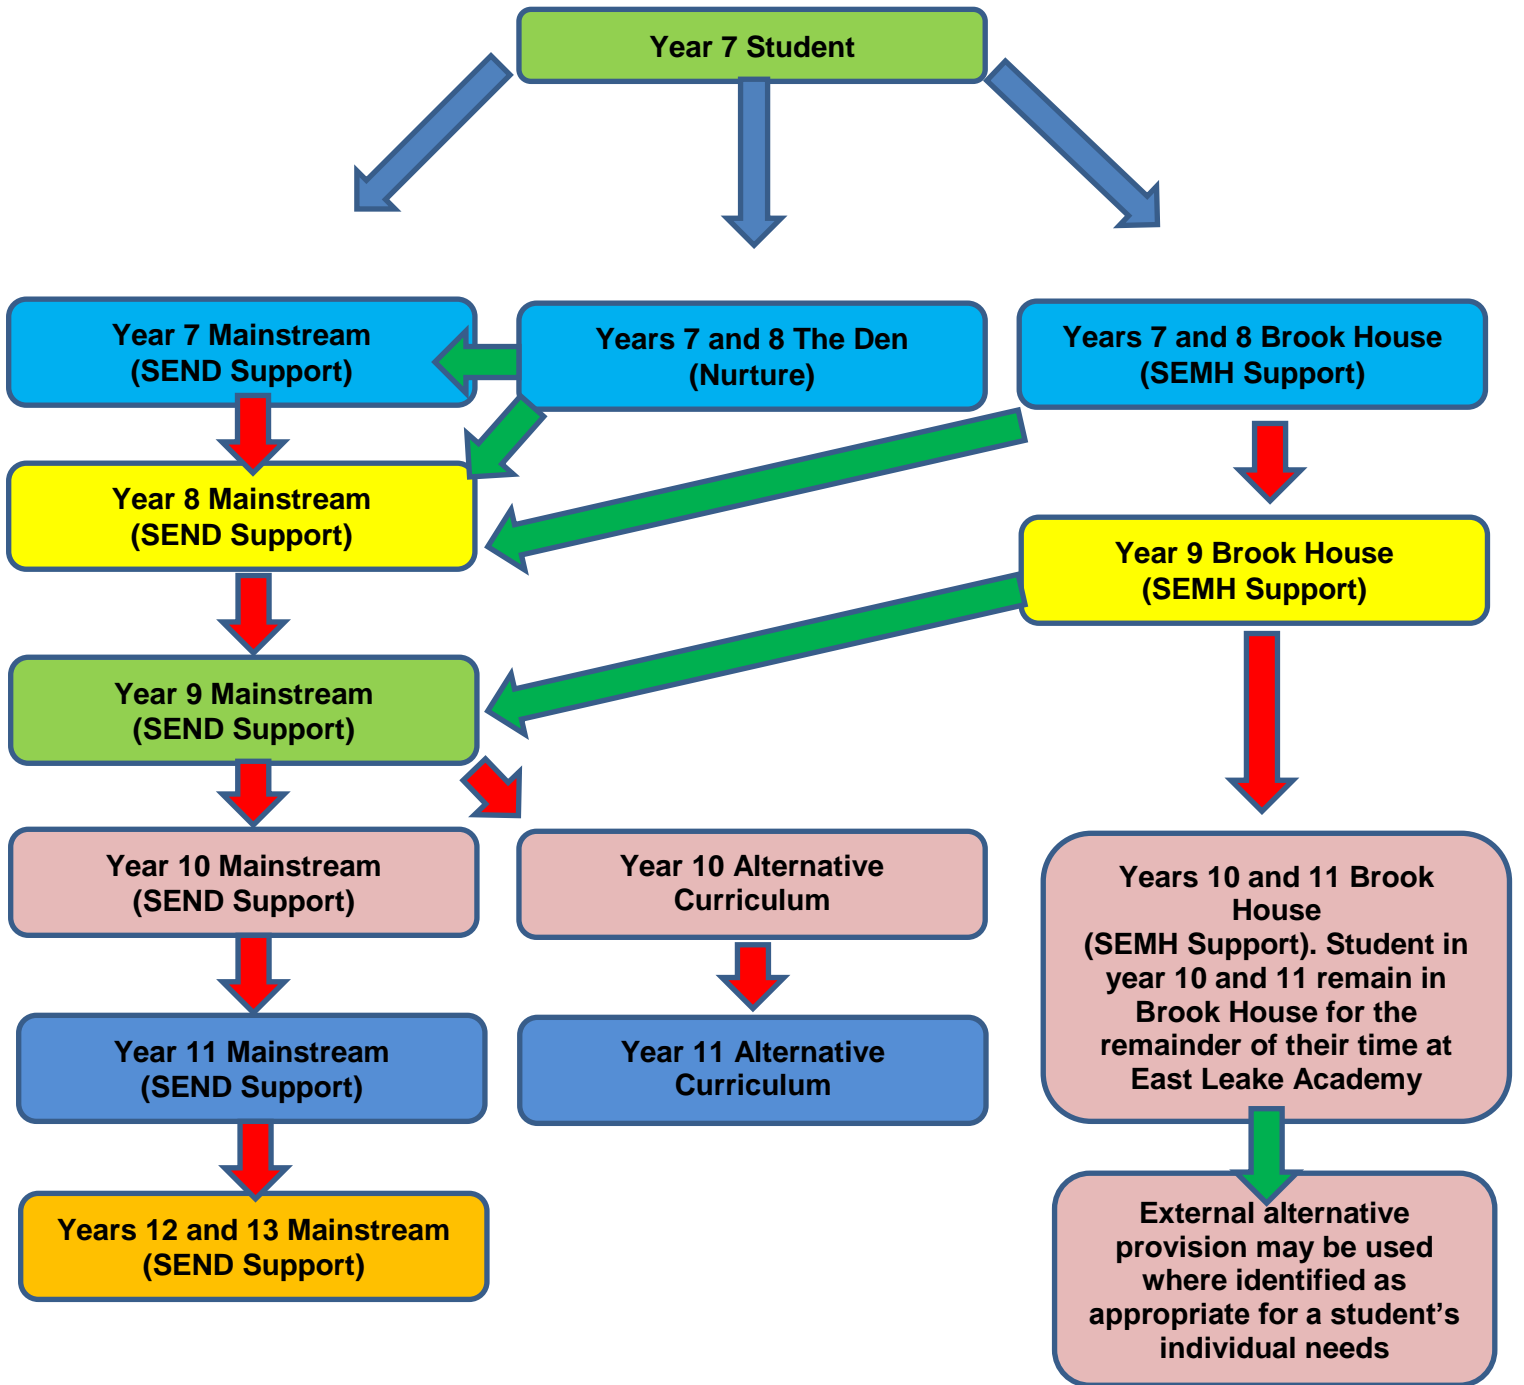 Year 7 Student
Year 7 Mainstream
(SEND Support)
Years 7 and 8 The Den
(Nurture)
Years 7 and 8 Brook House
(SEMH Support)
Year 8 Mainstream
(SEND Support)
Year 9 Brook House
(SEMH Support)
Year 9 Mainstream
(SEND Support)
Year 10 Mainstream
(SEND Support)
Year 10 Alternative
Curriculum
Years 10 and 11 Brook
House
(SEMH Support). Student in
year 10 and 11 remain in
Brook House for the
remainder of their time at
East Leake Academy
Year 11 Mainstream
(SEND Support)
Year 11 Alternative
Curriculum
Years 12 and 13 Mainstream
(SEND Support)
External alternative
provision may be used
where identified as
appropriate for a student’s
individual needs